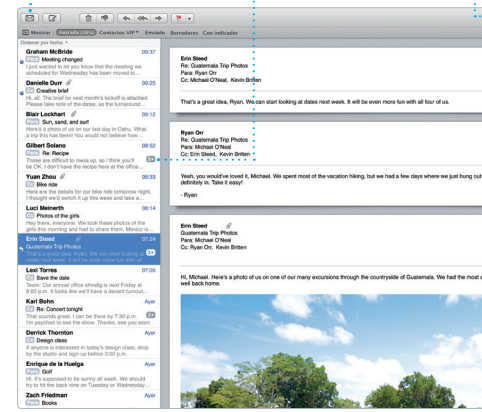 Mostrar Entrada (305) Contactos VIP Enviado Borradores Con indicador
Ordenar por fecha
Graham McBride 09:37
Para Meeting changed
I just wanted to let you know that the meeting we
scheduled for Wednesday has been moved to...
Danielle Durr 09:25
Cc Creative brief
Hi, all. The brief for next month's kickoff is attached.
Please take note of the dates, as the turnaround...
Blair Lockhart 09:12
Para Sun, sand, and surf
Here's a photo of us on our last day in Oahu. What
a trip this has been! You would not believe how...
Gilbert Solano 08:52
Para Re: Recipe
Those are difficult to mess up, so I think you'll
be OK. I don't have the recipe here at the office... 2
Yuan Zhou 08:33
Cc Bike ride
Here are the details for our bike ride tomorrow night.
I thought we'd switch it up this week and take a...
Luci Meinerth 08:14
Cc Photos of the girls
Hey there, everyone. We took these photos of the
girls this morning and had to share them. Mexico is...
Erin Steed 07:24
Guatemala Trip Photos
That's a great idea, Ryan. We can start looking at
dates next week. It will be even more fun with all...
Lexi Torres 07:05
Cc Save the date
Team: Our annual office shindig is next Friday at
8:00 p.m. It looks like we'll have a decent turnout...
Karl Bohn Ayer
Cc Re: Concert tonight
That sounds great. I can be there by 7:30 p.m.
I'm psyched to see the show. Thanks, see you soon.
Derrick Thornton Ayer
Cc Design class
If anyone is interested in today's design class, drop
by the studio and sign up before 3:00 p.m.
Enrique de la Huelga Ayer
Para Golf
Hi. It's supposed to be sunny all week. We should
try to hit the back nine on Tuesday or Wednesday...
Zach Friedman Ayer
Para Books
Erin Steed
Re: Guatemala Trip Photos
Para: Ryan Orr
Cc: Michael O'Neal, Kevin Britten
That's a great idea, Ryan. We can start looking at dates next week. It will be even more fun with all four of us.
Ryan Orr
Re: Guatemala Trip Photos
Para: Michael O'Neal
Cc: Erin Steed, Kevin Britten
Yeah, you would've loved it, Michael. We spent most of the vacation hiking, but we had a few days where we just hung out
definitely in. Take it easy!
- Ryan
Erin Steed
Guatemala Trip Photos
Para: Michael O'Neal
Cc: Ryan Orr, Kevin Britten
Hi, Michael. Here's a photo of us on one of our many excursions through the countryside of Guatemala. We had the most a
well back home.